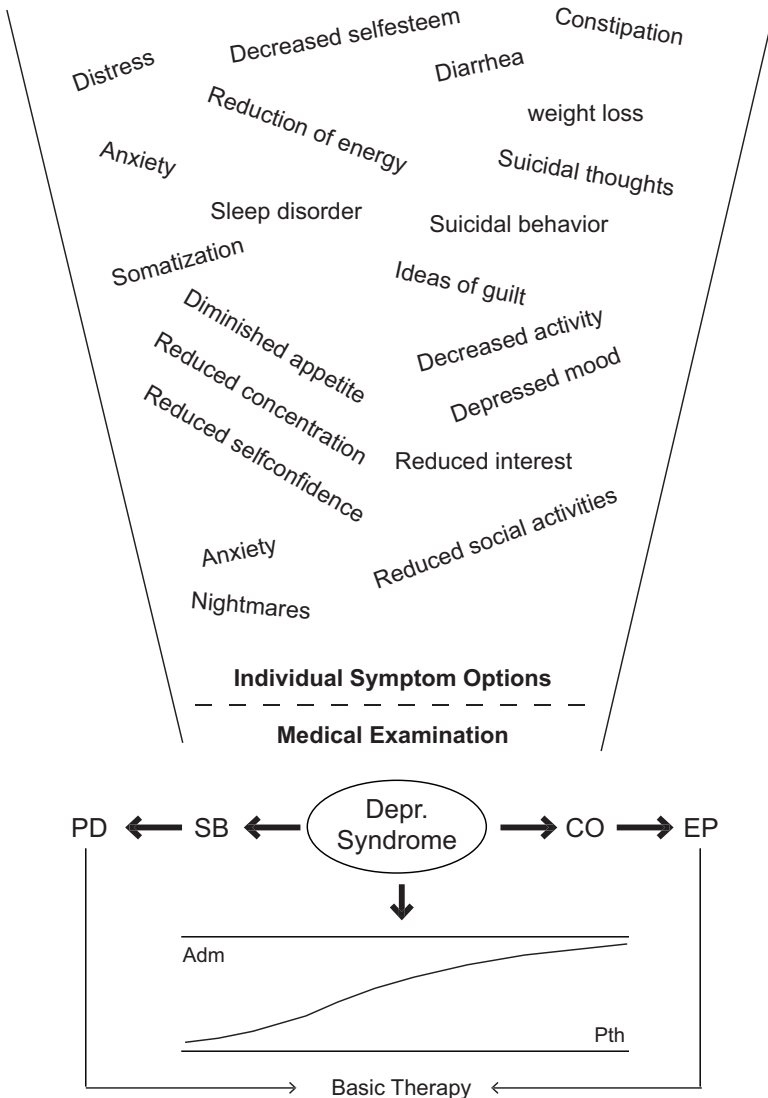 Decreased selfesteem
Constipation
Distress
Diarrhea
Reduction of energy
weight loss
Anxiety
Suicidal thoughts
Sleep disorder
Suicidal behavior
Somatization
Ideas of guilt
Diminished appetite
Decreased activity
Reduced concentration
Depressed mood
Reduced selfconfidence
Reduced interest
Anxiety
Reduced social activities
Nightmares
Individual Symptom Options
Medical Examination
PD
SB
Depr.
Syndrome
CO
EP
Adm
Pth
Basic Therapy